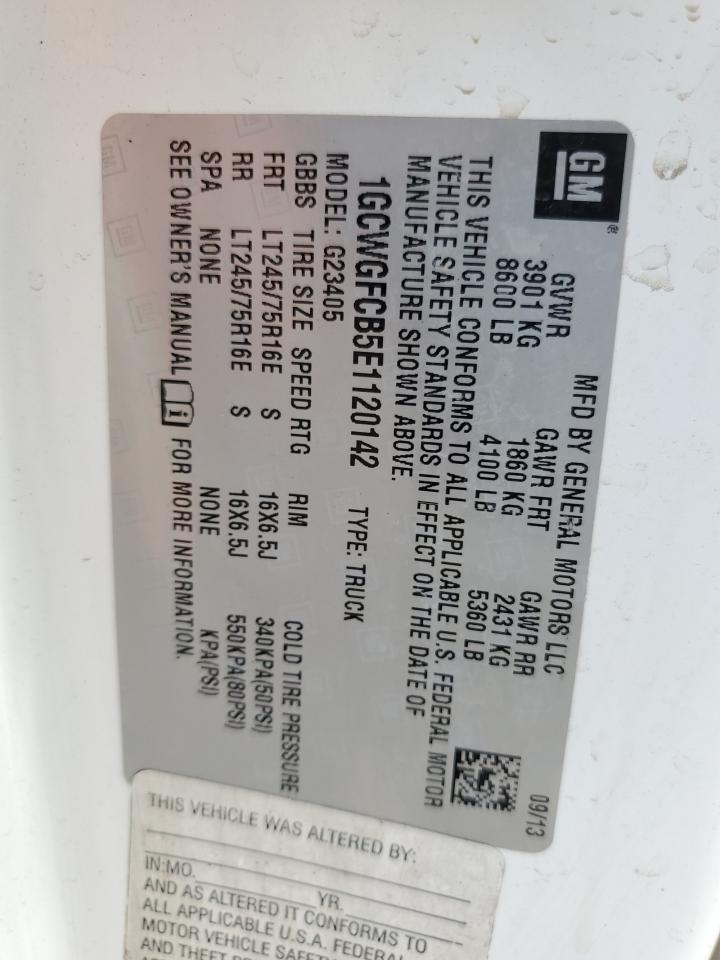 GM®
MFD BY GENERAL MOTORS LLC
09/13
GVWR GAWR FRT GAWR RR
3901 KG 1860 KG 2431 KG
8600 LB 4100 LB 5360 LB
THIS VEHICLE CONFORMS TO ALL APPLICABLE U.S. FEDERAL MOTOR
VEHICLE SAFETY STANDARDS IN EFFECT ON THE DATE OF
MANUFACTURE SHOWN ABOVE.
1GCWGFCB5E1120142 TYPE: TRUCK
MODEL: G23405
GBBS TIRE SIZE SPEED RTG RIM COLD TIRE PRESSURE
FRT LT245/75R16E S 16X6.5J 340KPA(50PSI)
RR LT245/75R16E S 16X6.5J 550KPA(80PSI)
SPA NONE NONE KPA(PSI)
SEE OWNER'S MANUAL FOR MORE INFORMATION.
THIS VEHICLE WAS ALTERED BY:
IN:MO. YR.
AND AS ALTERED IT CONFORMS TO
ALL APPLICABLE U.S.A. FEDERAL
MOTOR VEHICLE
AND THEFT